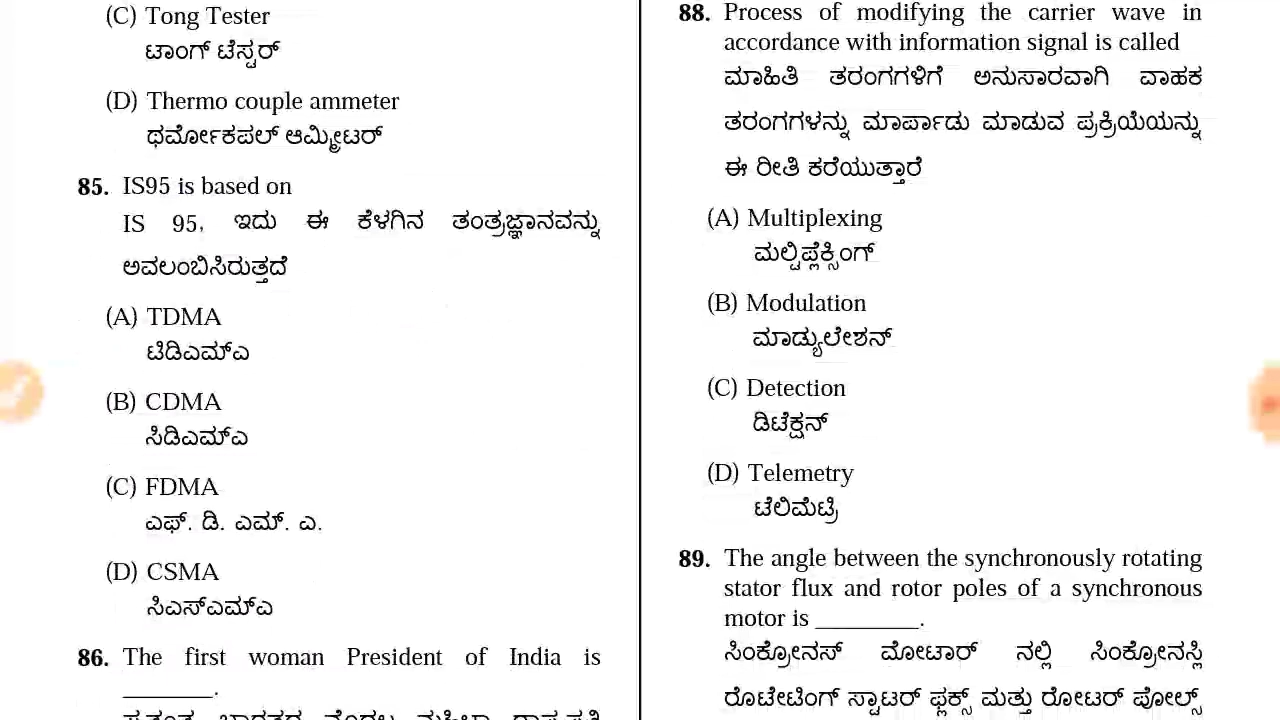 (C) Tong Tester
ಟಾಂಗ್ ಟೆಸ್ಟರ್
(D) Thermo couple ammeter
ಥರ್ಮೋಕಪಲ್ ಆಮ್ಮೀಟರ್
85. IS95 is based on
IS 95, ಇದು ಈ ಕೆಳಗಿನ ತಂತ್ರಜ್ಞಾನವನ್ನು
ಅವಲಂಬಿಸಿರುತ್ತದೆ
(A) TDMA
ಟಿಡಿಎಮ್ಎ
(B) CDMA
ಸಿಡಿಎಮ್ಎ
(C) FDMA
ಎಫ್. ಡಿ. ಎಮ್. ಎ.
(D) CSMA
ಸಿಎಸ್ಎಮ್ಎ
86. The first woman President of India is
________.
88. Process of modifying the carrier wave in
accordance with information signal is called
ಮಾಹಿತಿ ತರಂಗಗಳಿಗೆ ಅನುಸಾರವಾಗಿ ವಾಹಕ
ತರಂಗಗಳನ್ನು ಮಾರ್ಪಾಡು ಮಾಡುವ ಪ್ರಕ್ರಿಯೆಯನ್ನು
ಈ ರೀತಿ ಕರೆಯುತ್ತಾರೆ
(A) Multiplexing
ಮಲ್ಟಿಪ್ಲೆಕ್ಸಿಂಗ್
(B) Modulation
ಮಾಡ್ಯುಲೇಶನ್
(C) Detection
ಡಿಟೆಕ್ಷನ್
(D) Telemetry
ಟೆಲಿಮೆಟ್ರಿ
89. The angle between the synchronously rotating
stator flux and rotor poles of a synchronous
motor is ________.
ಸಿಂಕ್ರೋನಸ್ ಮೋಟಾರ್ ನಲ್ಲಿ ಸಿಂಕ್ರೋನಸ್ಲಿ
ರೊಟೇಟಿಂಗ್ ಸ್ಟಾಟರ್ ಫ್ಲಕ್ಸ್ ಮತ್ತು ರೋಟರ್ ಪೋಲ್ಸ್